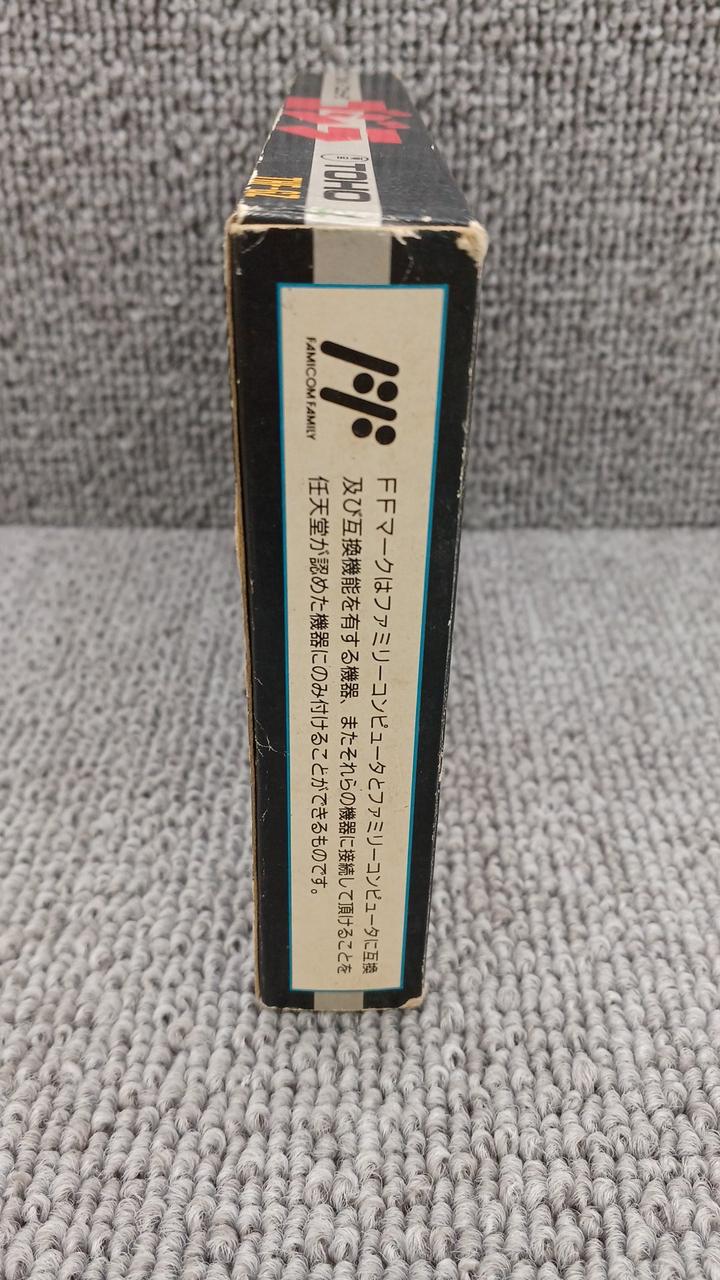 TOHO
FAMICOM FAMILY
FFマークはファミリーコンピュータとファミリーコンピュータに互換
及び互換機能を有する機器、またそれらの機器に接続して頂けることを
任天堂が認めた機器にのみ付けることができるものです。